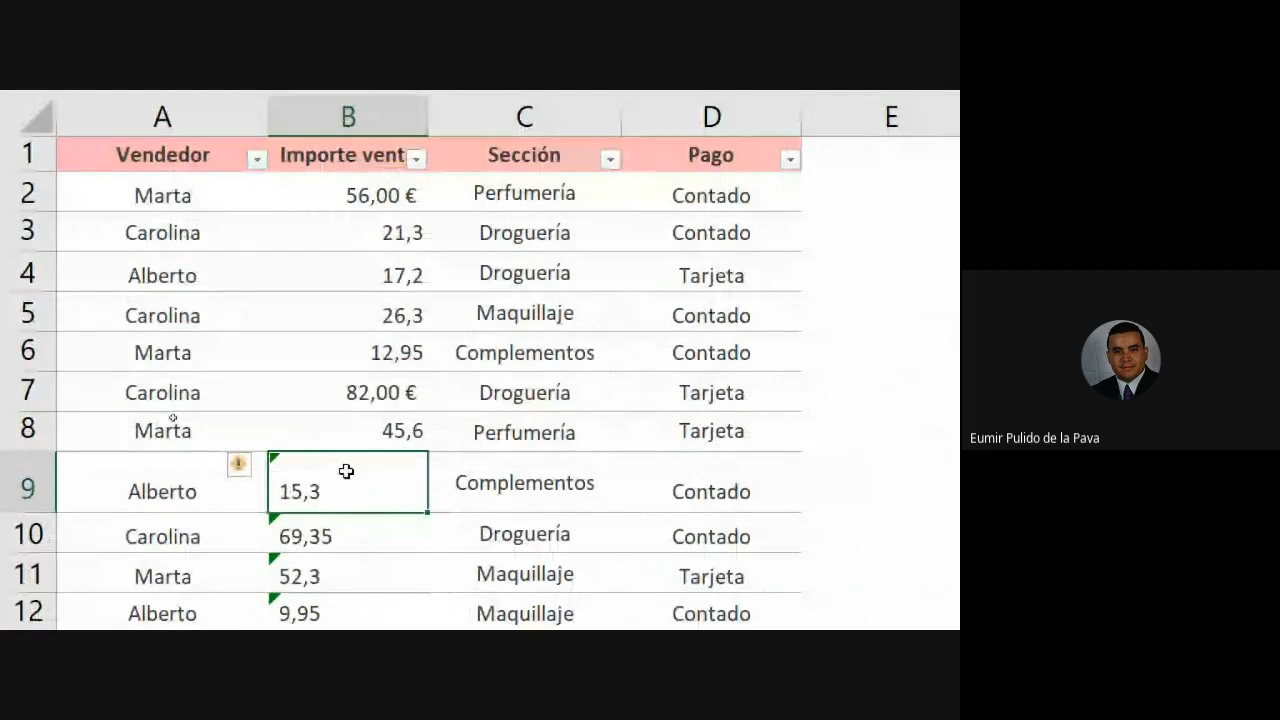 A B C D E
1 Vendedor Importe vent Sección Pago
2 Marta 56,00 € Perfumería Contado
3 Carolina 21,3 Droguería Contado
4 Alberto 17,2 Droguería Tarjeta
5 Carolina 26,3 Maquillaje Contado
6 Marta 12,95 Complementos Contado
7 Carolina 82,00 € Droguería Tarjeta
8 Marta 45,6 Perfumería Tarjeta
9 Alberto 15,3 Complementos Contado
10 Carolina 69,35 Droguería Contado
11 Marta 52,3 Maquillaje Tarjeta
12 Alberto 9,95 Maquillaje Contado
Eumir Pulido de la Pava